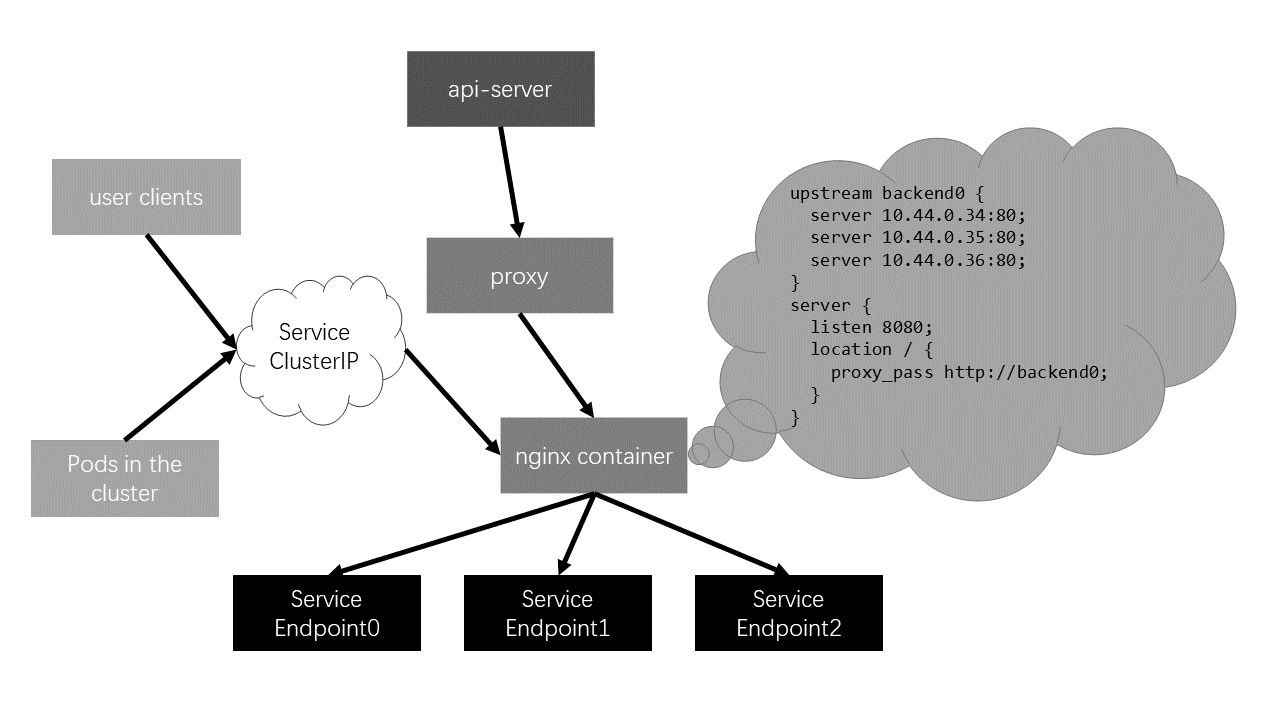 api-server
user clients
proxy
Service
ClusterIP
Pods in the
cluster
nginx container
upstream backend0 {
  server 10.44.0.34:80;
  server 10.44.0.35:80;
  server 10.44.0.36:80;
}
server {
  listen 8080;
  location / {
    proxy_pass http://backend0;
  }
}
Service
Endpoint0
Service
Endpoint1
Service
Endpoint2